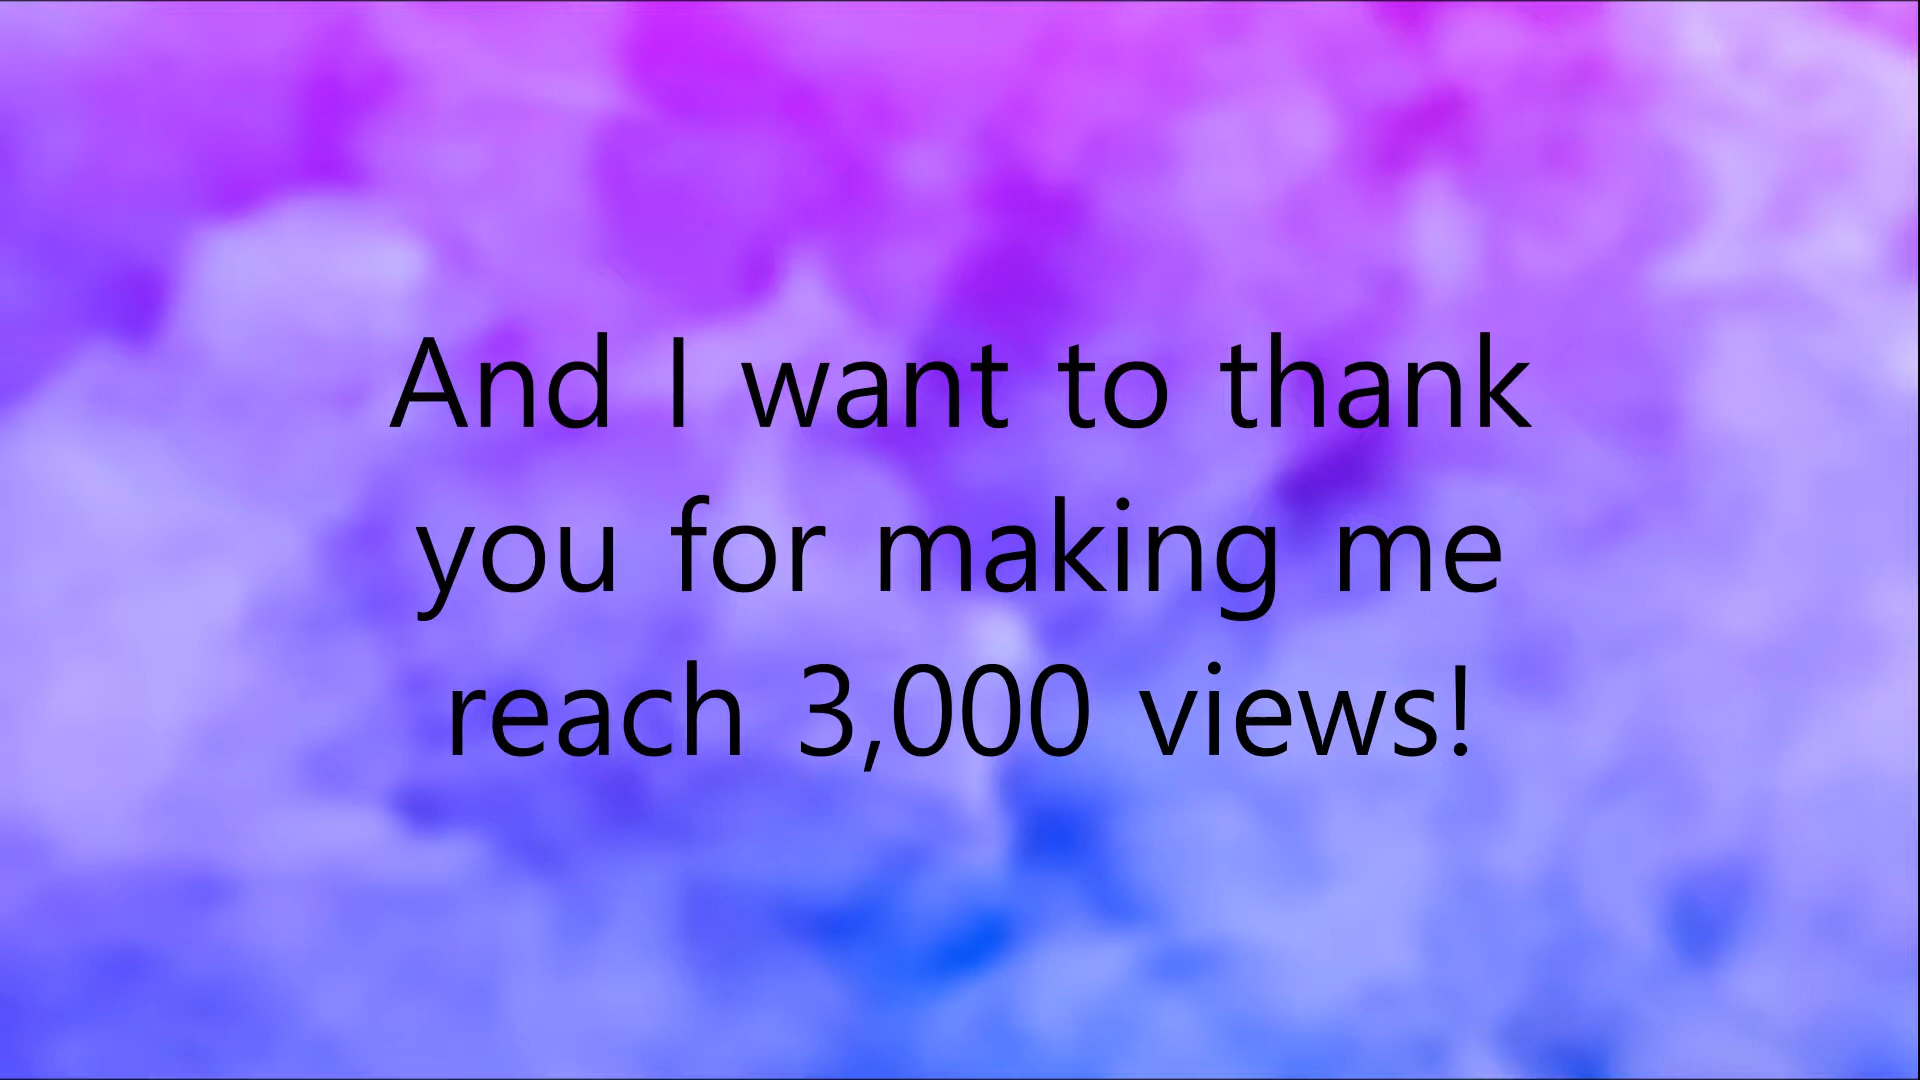 And I want to thank
you for making me
reach 3,000 views!